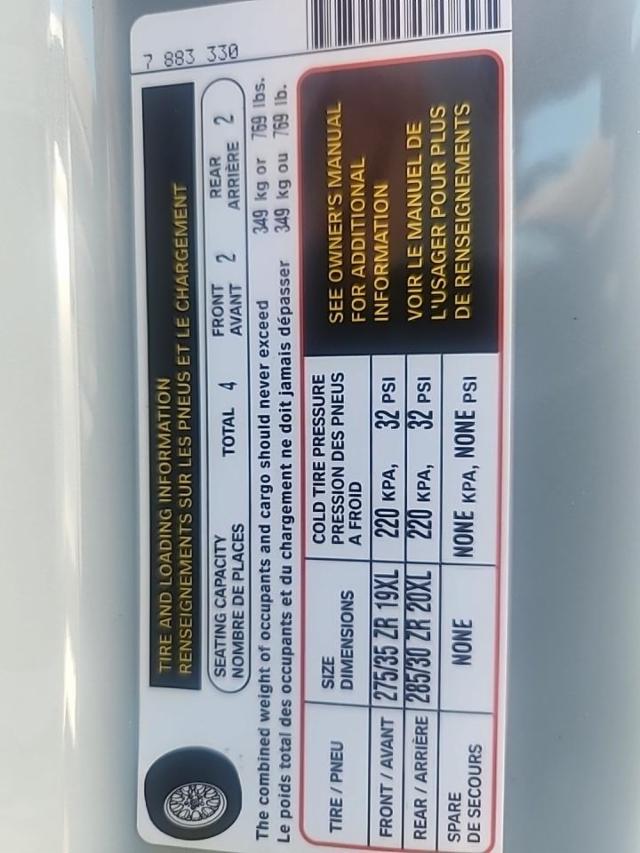 7 883 330
TIRE AND LOADING INFORMATION
RENSEIGNEMENTS SUR LES PNEUS ET LE CHARGEMENT
SEATING CAPACITY
NOMBRE DE PLACES
TOTAL 4
FRONT
AVANT 2
REAR
ARRIÈRE 2
The combined weight of occupants and cargo should never exceed 349 kg or 769 lbs.
Le poids total des occupants et du chargement ne doit jamais dépasser 349 kg ou 769 lb.
TIRE / PNEU
SIZE
DIMENSIONS
COLD TIRE PRESSURE
PRESSION DES PNEUS
A FROID
FRONT / AVANT 275/35 ZR 19XL 220 KPA, 32 PSI
REAR / ARRIÈRE 285/30 ZR 20XL 220 KPA, 32 PSI
SPARE
DE SECOURS
NONE NONE KPA, NONE PSI
SEE OWNER'S MANUAL
FOR ADDITIONAL
INFORMATION
VOIR LE MANUEL DE
L'USAGER POUR PLUS
DE RENSEIGNEMENTS